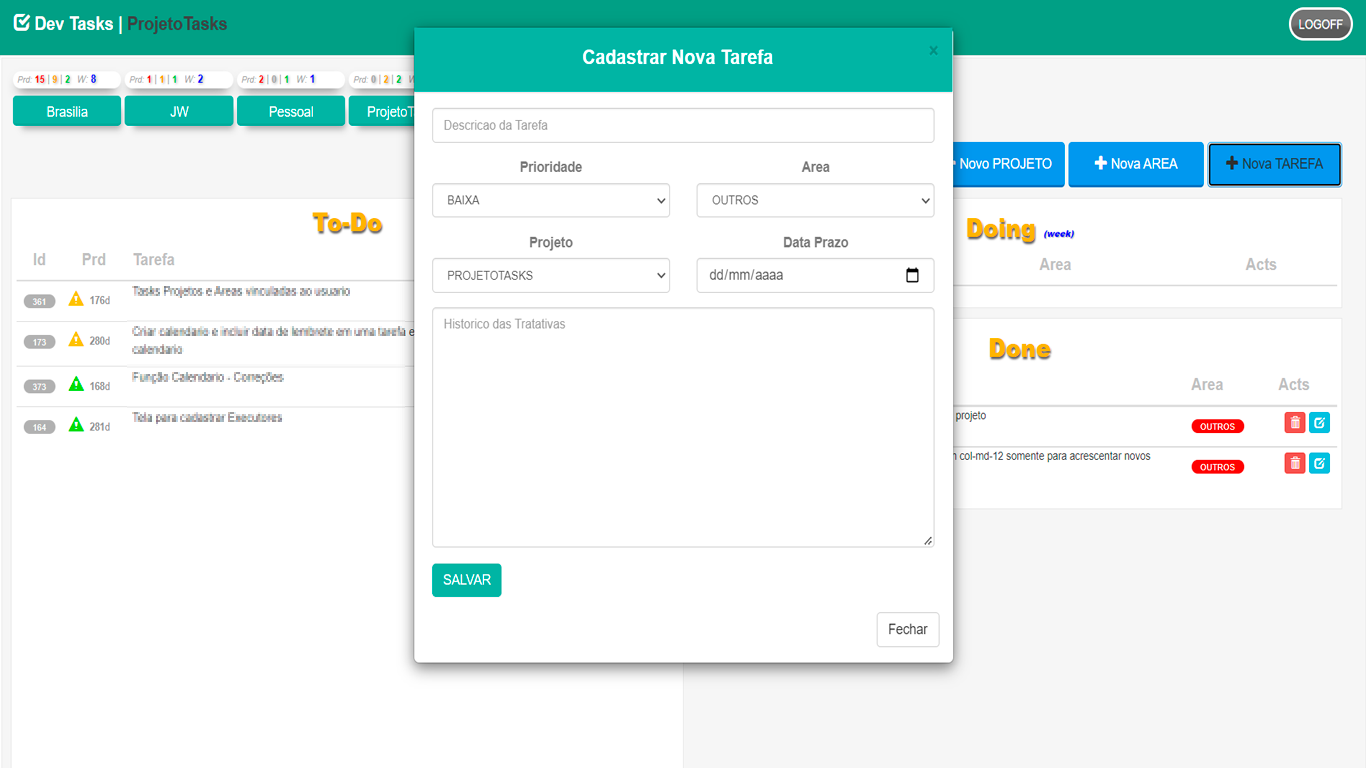 Dev Tasks | ProjetoTasks
LOGOFF
Prd: 15 | 9 | 2 W: 8
Prd: 1 | 1 | 1 W: 2
Prd: 2 | 0 | 1 W: 1
Prd: 0 | 2 | 2
Brasilia
JW
Pessoal
ProjetoT
Novo PROJETO
Nova AREA
Nova TAREFA
Cadastrar Nova Tarefa
×
Descricao da Tarefa
Prioridade
Area
BAIXA
OUTROS
Projeto
Data Prazo
PROJETOTASKS
dd/mm/aaaa
Historico das Tratativas
SALVAR
Fechar
To-Do
Id Prd Tarefa
361 176d Tasks Projetos e Areas vinculadas ao usuario
173 280d Criar calendario e incluir data de lembrete em uma tarefa e
calendario
373 168d Função Calendario - Correções
164 281d Tela para cadastrar Executores
Doing (week)
Area Acts
Done
Area Acts
projeto OUTROS
col-md-12 somente para acrescentar novos OUTROS